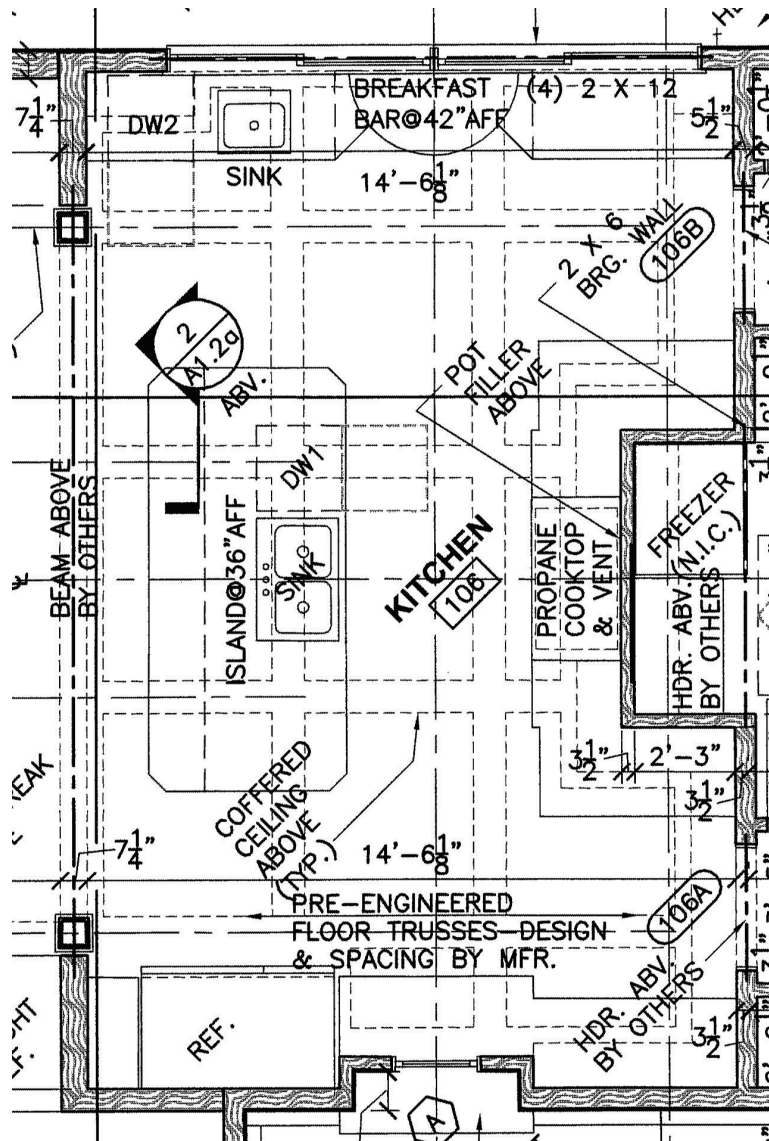 7 1/4"
DW2
SINK
BREAKFAST
BAR@42"AFF
(4) 2 X 12
5 1/2"
14'-6 1/8"
2 X 6
BRG. WALL
106B
2
A1.2a
ABV.
POT
FILLER
ABOVE
DW1
BEAM ABOVE
BY OTHERS
ISLAND@36"AFF
SINK
KITCHEN
106
PROPANE
COOKTOP
& VENT
FREEZER
(N.I.C.)
HDR. ABV.
BY OTHERS
3 1/2"
2'-3"
3 1/2"
COFFERED
CEILING
ABOVE
(TYP.)
7 1/4"
14'-6 1/8"
PRE-ENGINEERED
FLOOR TRUSSES-DESIGN
& SPACING BY MFR.
106A
HDR. ABV.
BY OTHERS
3 1/2"
REF.
A